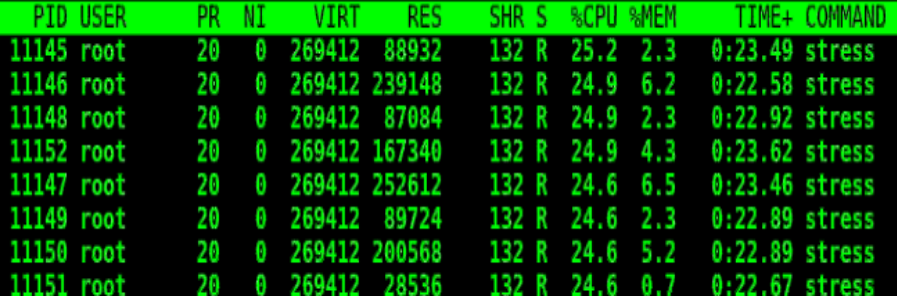 PID USER PR NI VIRT RES SHR S %CPU %MEM TIME+ COMMAND
11145 root 20 0 269412 88932 132 R 25.2 2.3 0:23.49 stress
11146 root 20 0 269412 239148 132 R 24.9 6.2 0:22.58 stress
11148 root 20 0 269412 87084 132 R 24.9 2.3 0:22.92 stress
11152 root 20 0 269412 167340 132 R 24.9 4.3 0:23.62 stress
11147 root 20 0 269412 252612 132 R 24.6 6.5 0:23.46 stress
11149 root 20 0 269412 89724 132 R 24.6 2.3 0:22.89 stress
11150 root 20 0 269412 200568 132 R 24.6 5.2 0:22.89 stress
11151 root 20 0 269412 28536 132 R 24.6 0.7 0:22.67 stress